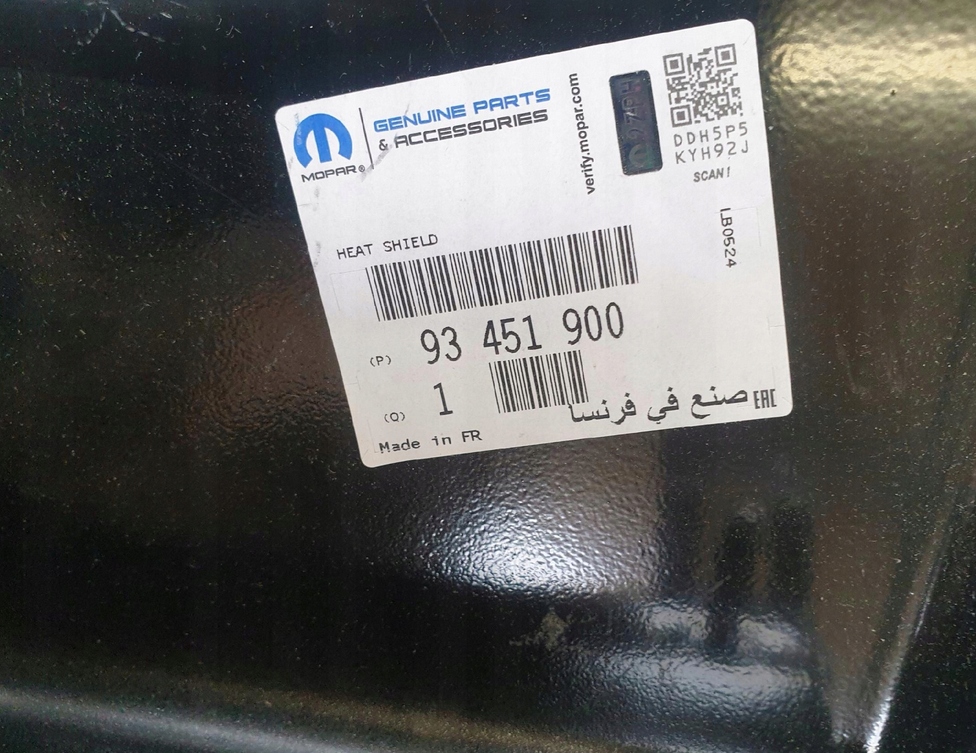 GENUINE PARTS
& ACCESSORIES
MOPAR®
verify.mopar.com
DDH5P5
KYH92J
SCAN!
LB0524
HEAT SHIELD
(P) 93 451 900
(Q) 1
صنع في فرنسا EAC
Made in FR